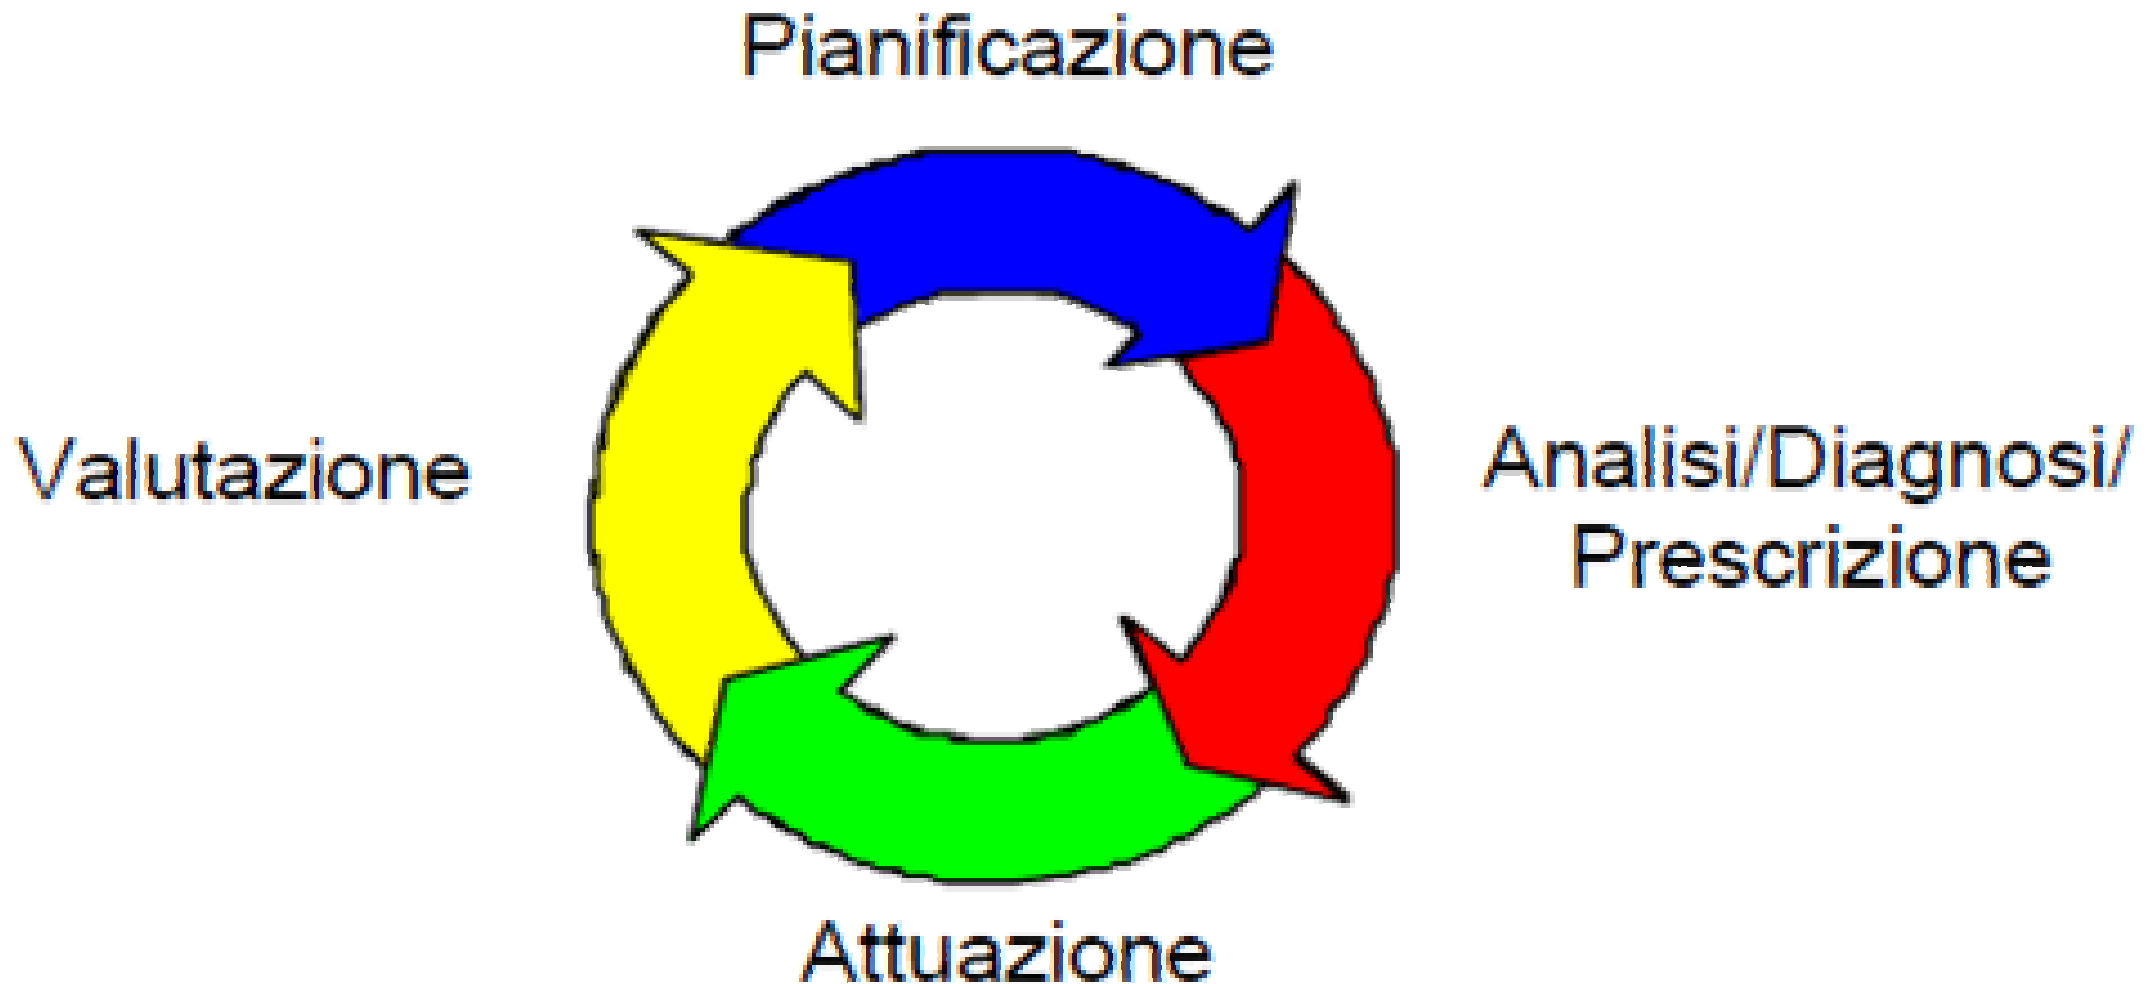 Pianificazione
Valutazione
Analisi/Diagnosi/
Prescrizione
Attuazione